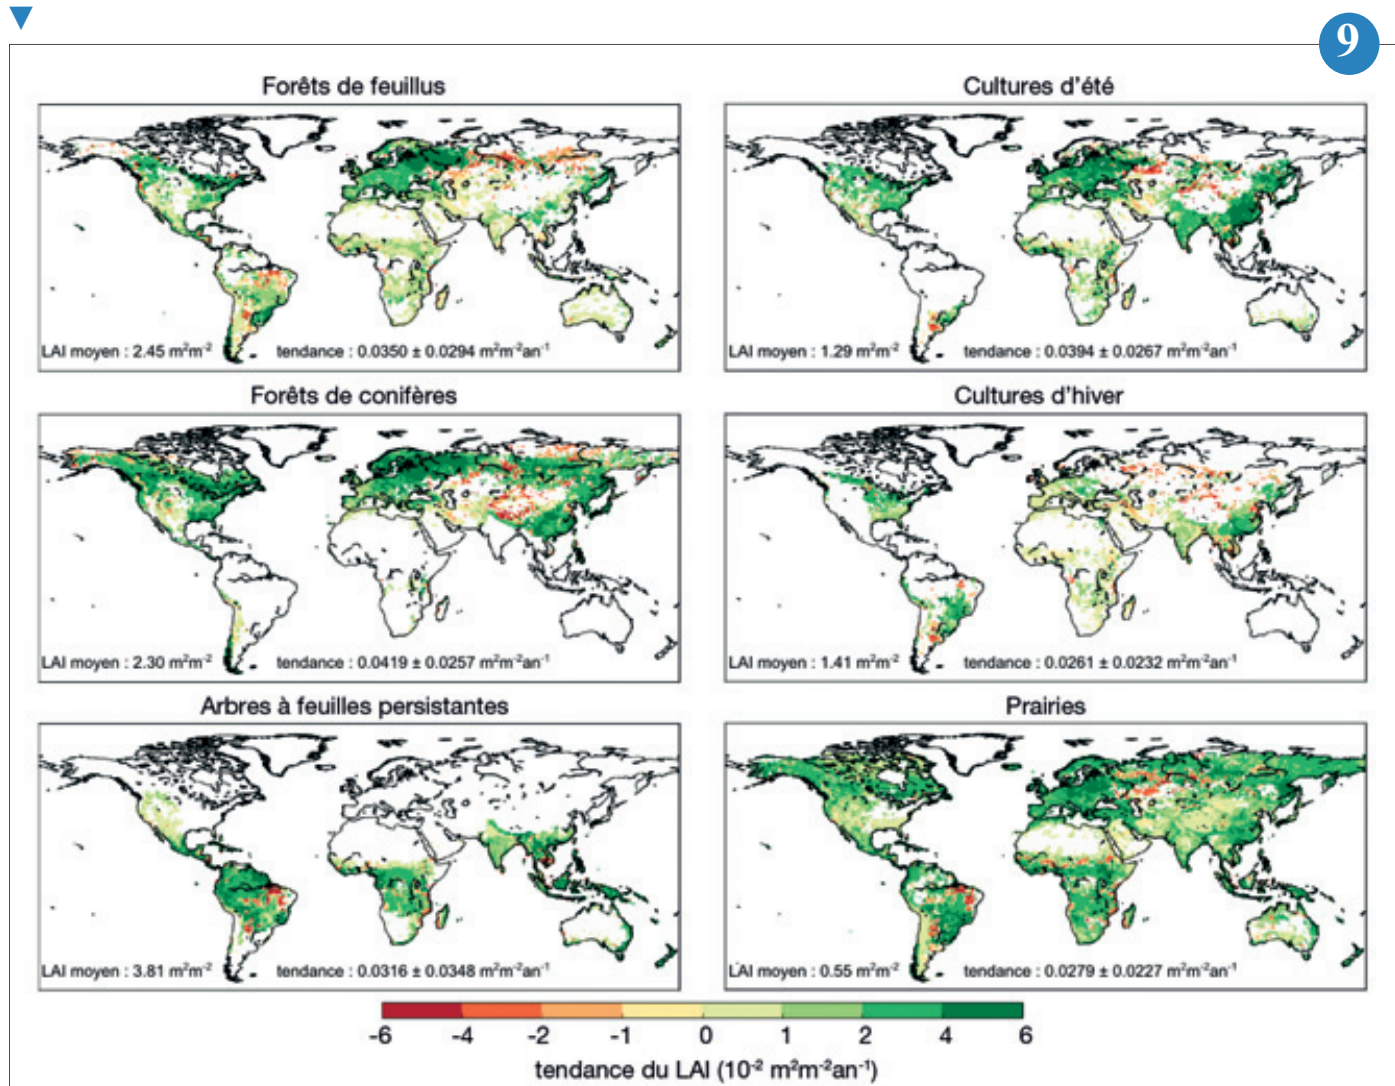 9
Forêts de feuillus
Cultures d'été
LAI moyen : 2.45 m²m⁻² tendance : 0.0350 ± 0.0294 m²m⁻²an⁻¹
LAI moyen : 1.29 m²m⁻² tendance : 0.0394 ± 0.0267 m²m⁻²an⁻¹
Forêts de conifères
Cultures d'hiver
LAI moyen : 2.30 m²m⁻² tendance : 0.0419 ± 0.0257 m²m⁻²an⁻¹
LAI moyen : 1.41 m²m⁻² tendance : 0.0261 ± 0.0232 m²m⁻²an⁻¹
Arbres à feuilles persistantes
Prairies
LAI moyen : 3.81 m²m⁻² tendance : 0.0316 ± 0.0348 m²m⁻²an⁻¹
LAI moyen : 0.55 m²m⁻² tendance : 0.0279 ± 0.0227 m²m⁻²an⁻¹
-6 -4 -2 -1 0 1 2 4 6
tendance du LAI (10⁻² m²m⁻²an⁻¹)